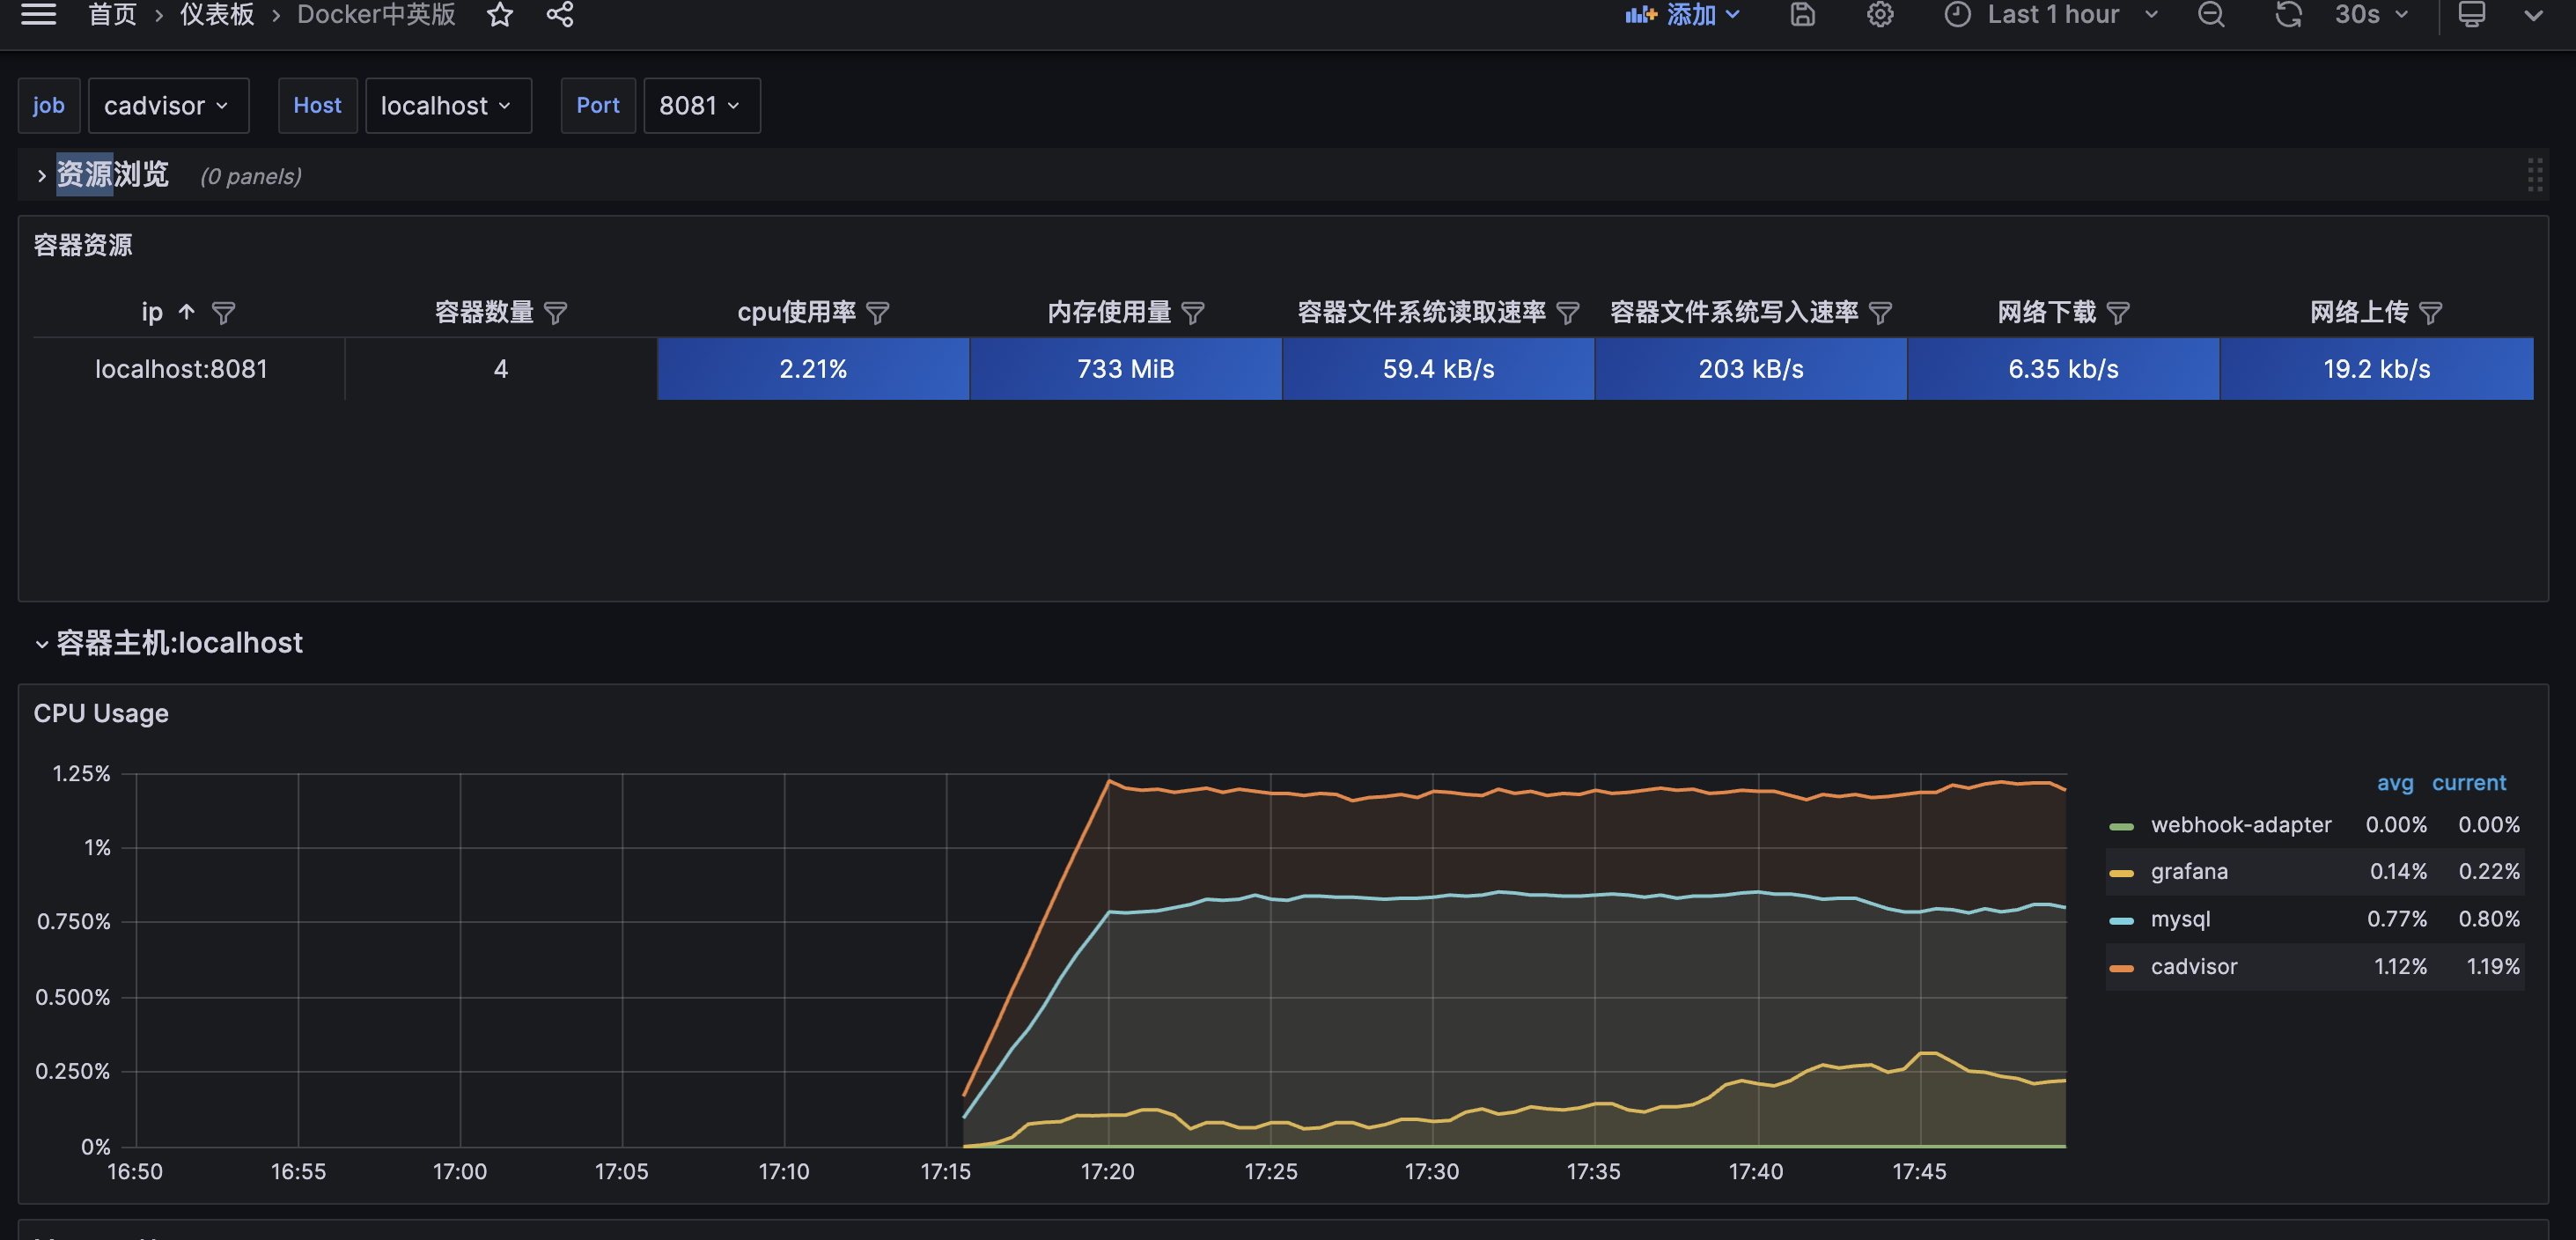 首页 › 仪表板 › Docker中英版 添加 Last 1 hour 30s
job cadvisor Host localhost Port 8081
资源浏览 (0 panels)
容器资源
ip 容器数量 cpu使用率 内存使用量 容器文件系统读取速率 容器文件系统写入速率 网络下载 网络上传
localhost:8081 4 2.21% 733 MiB 59.4 kB/s 203 kB/s 6.35 kb/s 19.2 kb/s
容器主机:localhost
CPU Usage
1.25%
1%
0.750%
0.500%
0.250%
0%
16:50 16:55 17:00 17:05 17:10 17:15 17:20 17:25 17:30 17:35 17:40 17:45
avg current
webhook-adapter 0.00% 0.00%
grafana 0.14% 0.22%
mysql 0.77% 0.80%
cadvisor 1.12% 1.19%